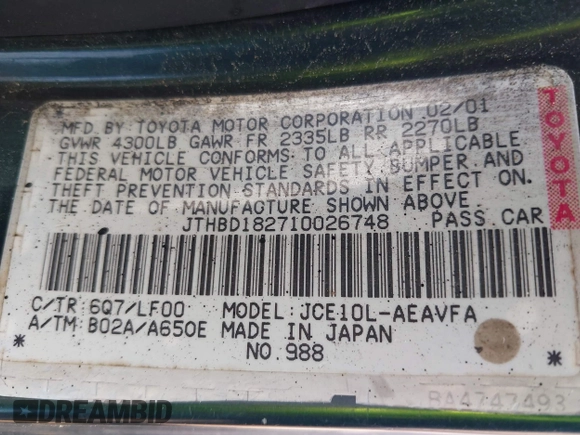 MFD BY TOYOTA MOTOR CORPORATION 02/01
GVWR 4300LB GAWR FR 2335LB RR 2270LB
THIS VEHICLE CONFORMS TO ALL APPLICABLE
FEDERAL MOTOR VEHICLE SAFETY BUMPER AND
THEFT PREVENTION STANDARDS IN EFFECT ON
THE DATE OF MANUFACTURE SHOWN ABOVE.
JTHBD182710026748 PASS CAR
TOYOTA
C/TR: 6Q7/LF00 MODEL: JCE10L-AEAVFA
A/TM: B02A/A650E MADE IN JAPAN
* NO.988 *
BA4747493
DREAMBID